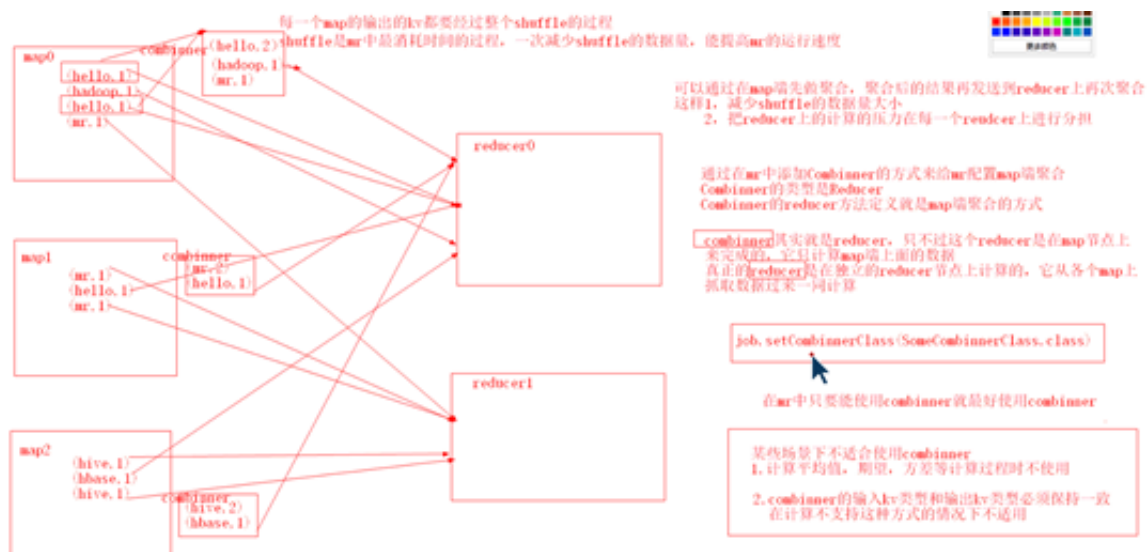 每一个map的输出的kv都要经过整个shuffle的过程
shuffle是mr中最消耗时间的过程，一次减少shuffle的数据量，能提高mr的运行速度
更多颜色
map0
(hello,1)
(hadoop,1)
(hello,1)
(mr,1)
combinner
(hello,2)
(hadoop,1)
(mr,1)
可以通过在map端先做聚合，聚合后的结果再发送到reducer上再次聚合
这样1，减少shuffle的数据量大小
2，把reducer上的计算的压力在每一个reudcer上进行分担
reducer0
通过在mr中添加Combinner的方式来给mr配置map端聚合
Combinner的类型是Reducer
Combinner的reducer方法定义就是map端聚合的方式
map1
(mr,1)
(hello,1)
(mr,1)
combinner
(mr,2)
(hello,1)
combinner其实就是reducer，只不过这个reducer是在map节点上
来完成的，它只计算map端上面的数据
真正的reducer是在独立的reducer节点上计算的，它从各个map上
抓取数据过来一同计算
job.setCombinnerClass(SomeCombinnerClass.class)
reducer1
在mr中只要能使用combinner就最好使用combinner
map2
(hive,1)
(hbase,1)
(hive,1)
combinner
(hive,2)
(hbase,1)
某些场景下不适合使用combinner
1.计算平均值，期望，方差等计算过程时不使用
2.combinner的输入kv类型和输出kv类型必须保持一致
在计算不支持这种方式的情况下不适用